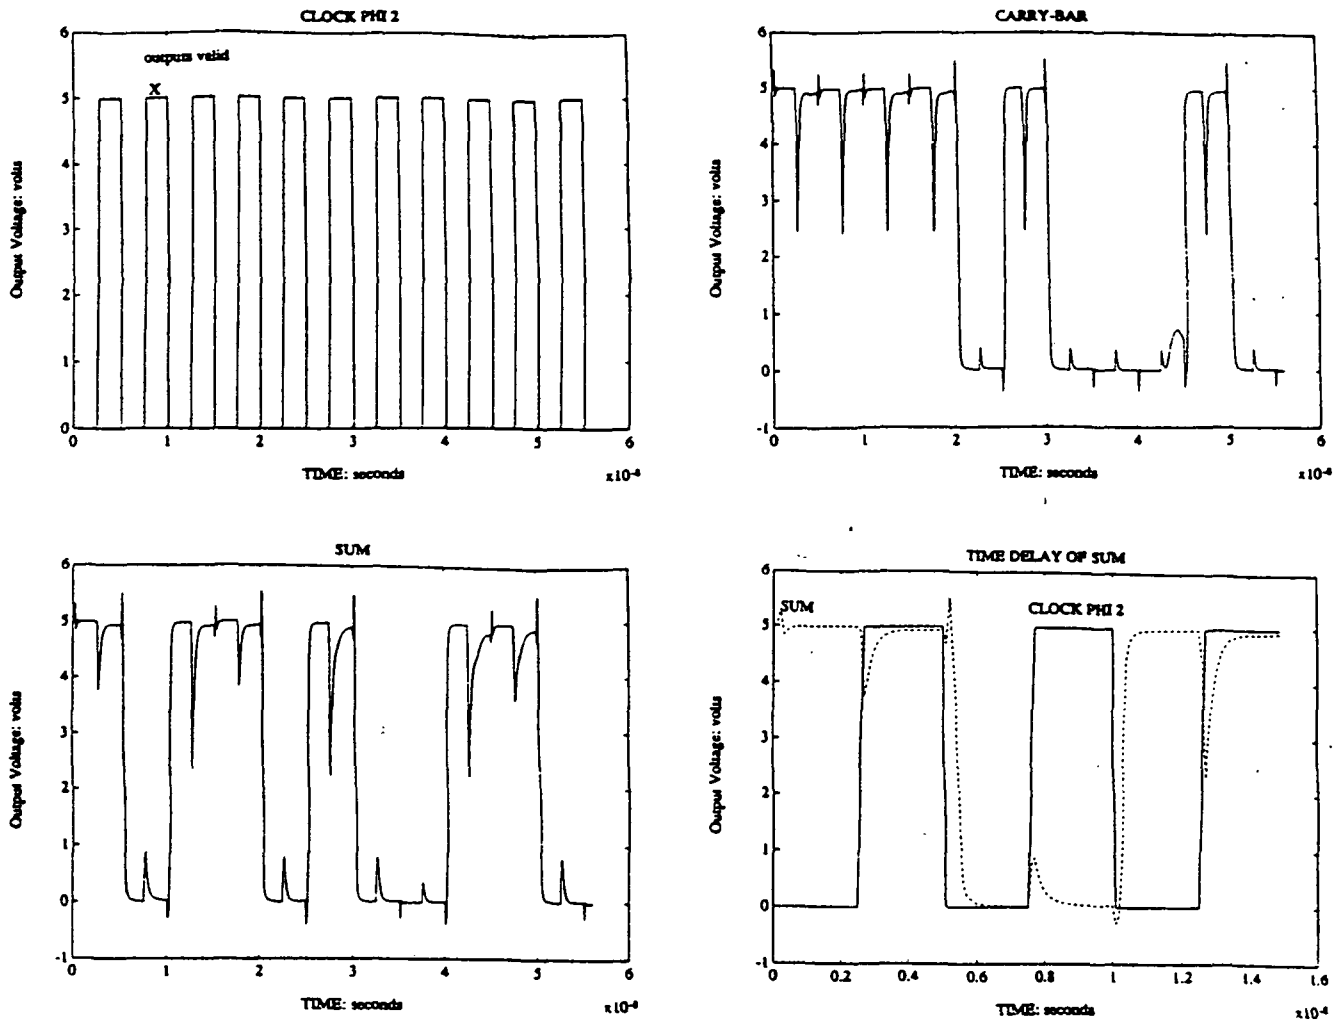 CLOCK PHI 2
6
5
4
3
2
1
0
outputs valid
X
Output Voltage: volts
0 1 2 3 4 5 6
TIME: seconds
x10-8
CARRY-BAR
6
5
4
3
2
1
0
-1
Output Voltage: volts
0 1 2 3 4 5 6
TIME: seconds
x10-8
SUM
6
5
4
3
2
1
0
-1
Output Voltage: volts
0 1 2 3 4 5 6
TIME: seconds
x10-8
TIME DELAY OF SUM
6
5
4
3
2
1
0
-1
SUM
CLOCK PHI 2
Output Voltage: volts
0 0.2 0.4 0.6 0.8 1 1.2 1.4 1.6
TIME: seconds
x10-8